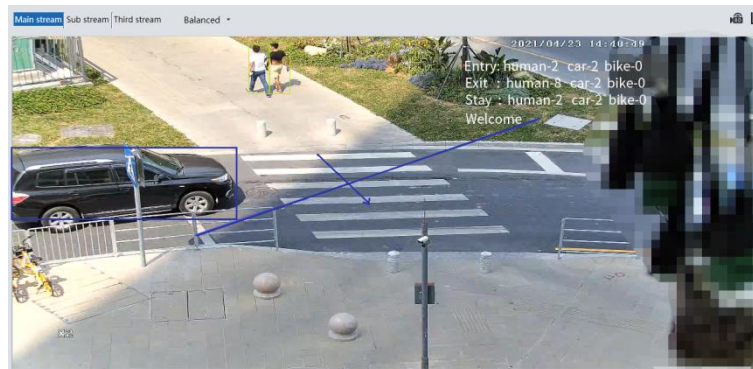 Main stream Sub stream Third stream Balanced
2021/04/23 14:40:49
Entry: human-2 car-2 bike-0
Exit : human-8 car-2 bike-0
Stay : human-2 car-2 bike-0
Welcome